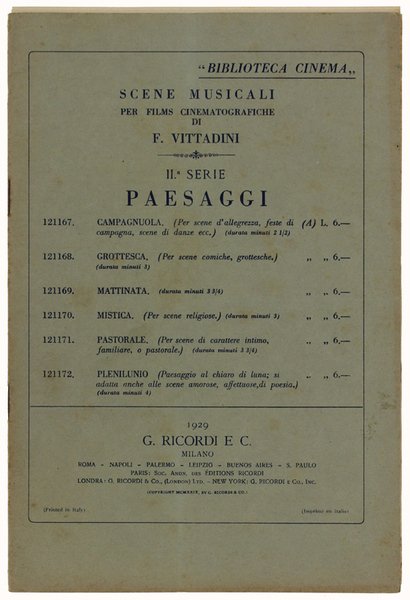 “BIBLIOTECA CINEMA„
SCENE MUSICALI
PER FILMS CINEMATOGRAFICHE
DI
F. VITTADINI
II.ª SERIE
PAESAGGI
121167. CAMPAGNUOLA. (Per scene d'allegrezza, feste di (A) L. 6.—
campagna, scene di danze ecc.) (durata minuti 2 1/2)
121168. GROTTESCA. (Per scene comiche, grottesche.) „ „ 6.—
(durata minuti 3)
121169. MATTINATA. (durata minuti 3 3/4) „ „ 6.—
121170. MISTICA. (Per scene religiose.) (durata minuti 3) „ „ 6.—
121171. PASTORALE. (Per scene di carattere intimo, „ „ 6.—
familiare, o pastorale.) (durata minuti 3 3/4)
121172. PLENILUNIO (Paesaggio al chiaro di luna; si „ „ 6.—
adatta anche alle scene amorose, affettuose, di poesia.)
(durata minuti 4)
1929
G. RICORDI E C.
MILANO
ROMA - NAPOLI - PALERMO - LEIPZIG - BUENOS AIRES - S. PAULO
PARIS: SOC. ANON. DES ÉDITIONS RICORDI
LONDRA: G. RICORDI & CO., (LONDON) LTD. - NEW YORK: G. RICORDI & CO., INC.
(COPYRIGHT MCMXXIX, BY G. RICORDI & CO.)
(Printed in Italy) (Imprimé en Italie)